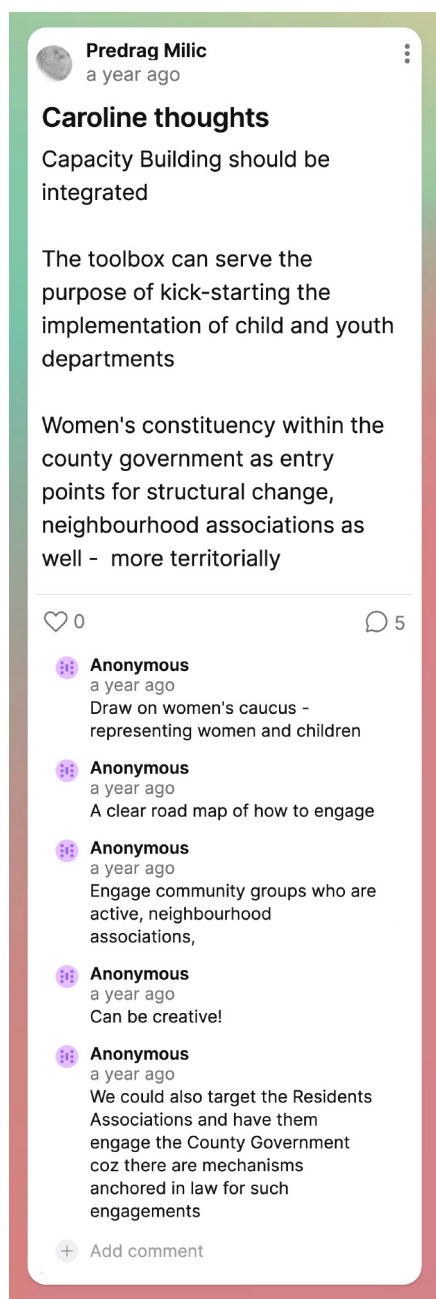 Predrag Milic
a year ago
Caroline thoughts
Capacity Building should be
integrated
The toolbox can serve the
purpose of kick-starting the
implementation of child and youth
departments
Women's constituency within the
county government as entry
points for structural change,
neighbourhood associations as
well -  more territorially
0
5
Anonymous
a year ago
Draw on women's caucus -
representing women and children
Anonymous
a year ago
A clear road map of how to engage
Anonymous
a year ago
Engage community groups who are
active, neighbourhood
associations,
Anonymous
a year ago
Can be creative!
Anonymous
a year ago
We could also target the Residents
Associations and have them
engage the County Government
coz there are mechanisms
anchored in law for such
engagements
Add comment